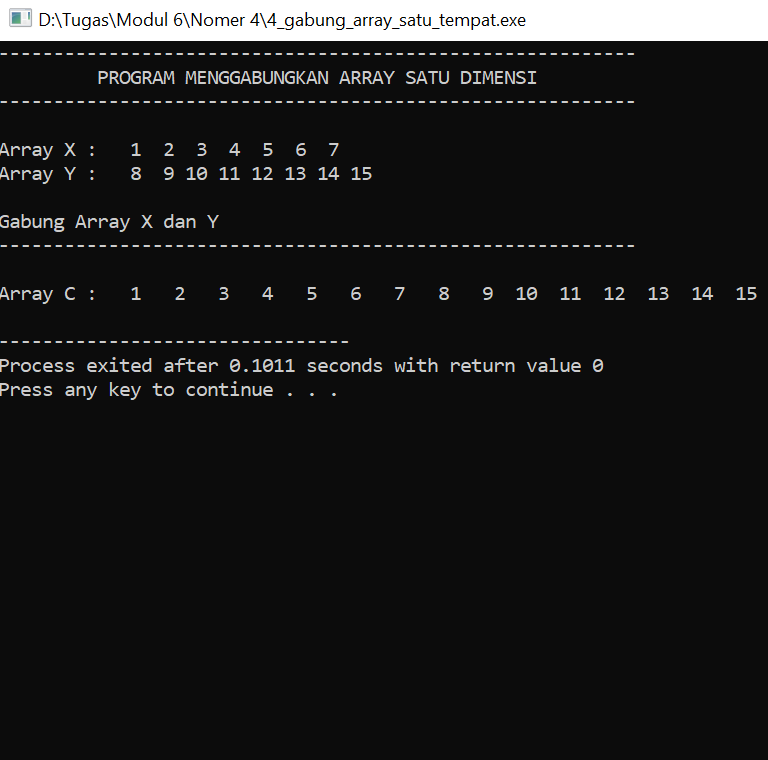 D:\Tugas\Modul 6\Nomer 4\4_gabung_array_satu_tempat.exe
----------------------------------------------------------
         PROGRAM MENGGABUNGKAN ARRAY SATU DIMENSI
----------------------------------------------------------
Array X :   1  2  3  4  5  6  7
Array Y :   8  9 10 11 12 13 14 15
Gabung Array X dan Y
----------------------------------------------------------
Array C :   1   2   3   4   5   6   7   8   9  10  11  12  13  14  15
--------------------------------
Process exited after 0.1011 seconds with return value 0
Press any key to continue . . .